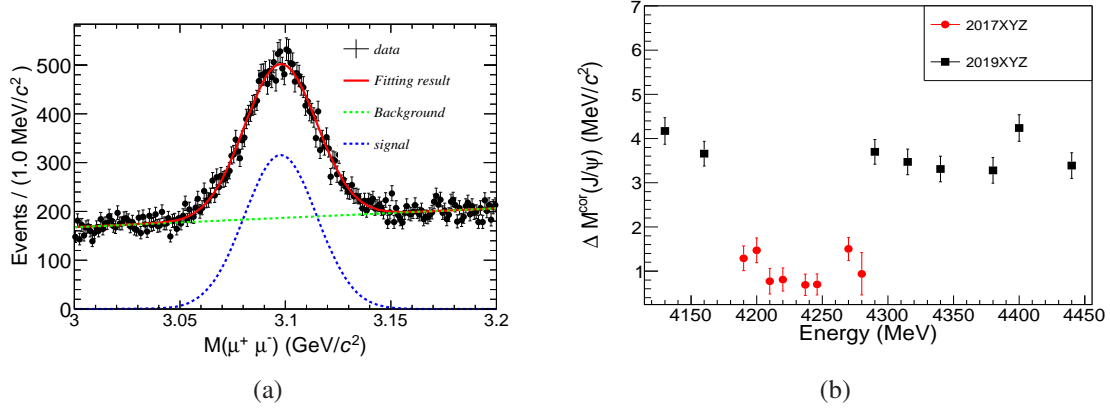 Events / (1.0 MeV/c²)
500
400
300
200
100
0
data
Fitting result
Background
signal
3
3.05
3.1
3.15
3.2
M(μ⁺ μ⁻) (GeV/c²)
(a)
Δ Mᶜᵒʳ(J/ψ) (MeV/c²)
7
6
5
4
3
2
1
2017XYZ
2019XYZ
4150
4200
4250
4300
4350
4400
4450
Energy (MeV)
(b)